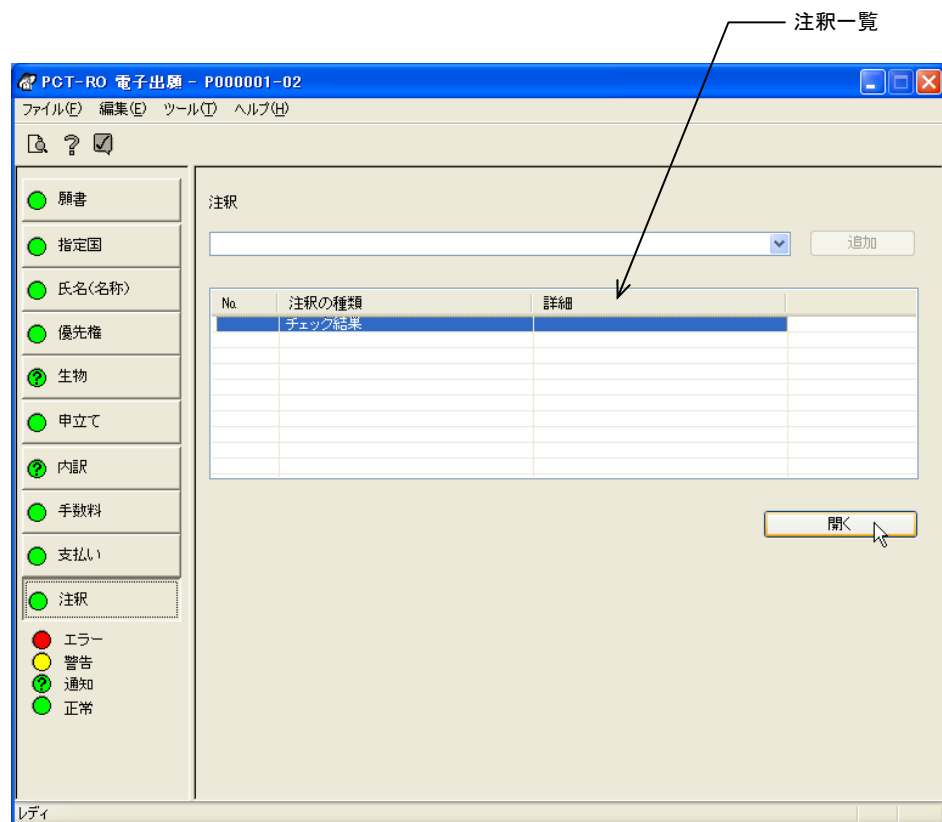 注釈一覧
PCT-RO 電子出願 - P000001-02
ファイル(F) 編集(E) ツール(T) ヘルプ(H)
願書
指定国
氏名(名称)
優先権
生物
申立て
内訳
手数料
支払い
注釈
エラー
警告
通知
正常
注釈
追加
No. 注釈の種類 詳細
チェック結果
開く
レディ